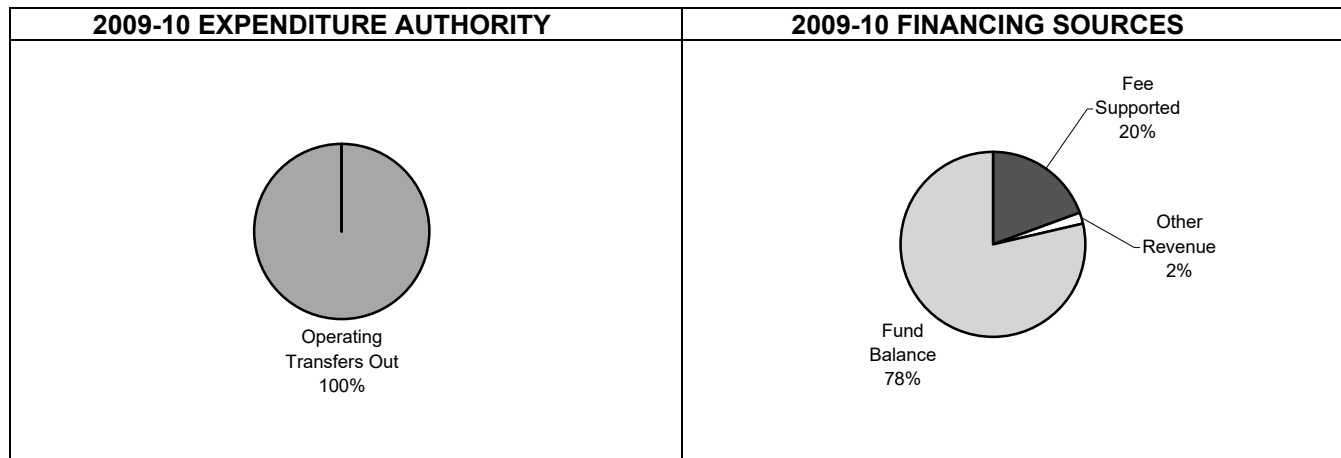 2009-10 EXPENDITURE AUTHORITY
Operating
Transfers Out
100%
2009-10 FINANCING SOURCES
Fee
Supported
20%
Other
Revenue
2%
Fund
Balance
78%